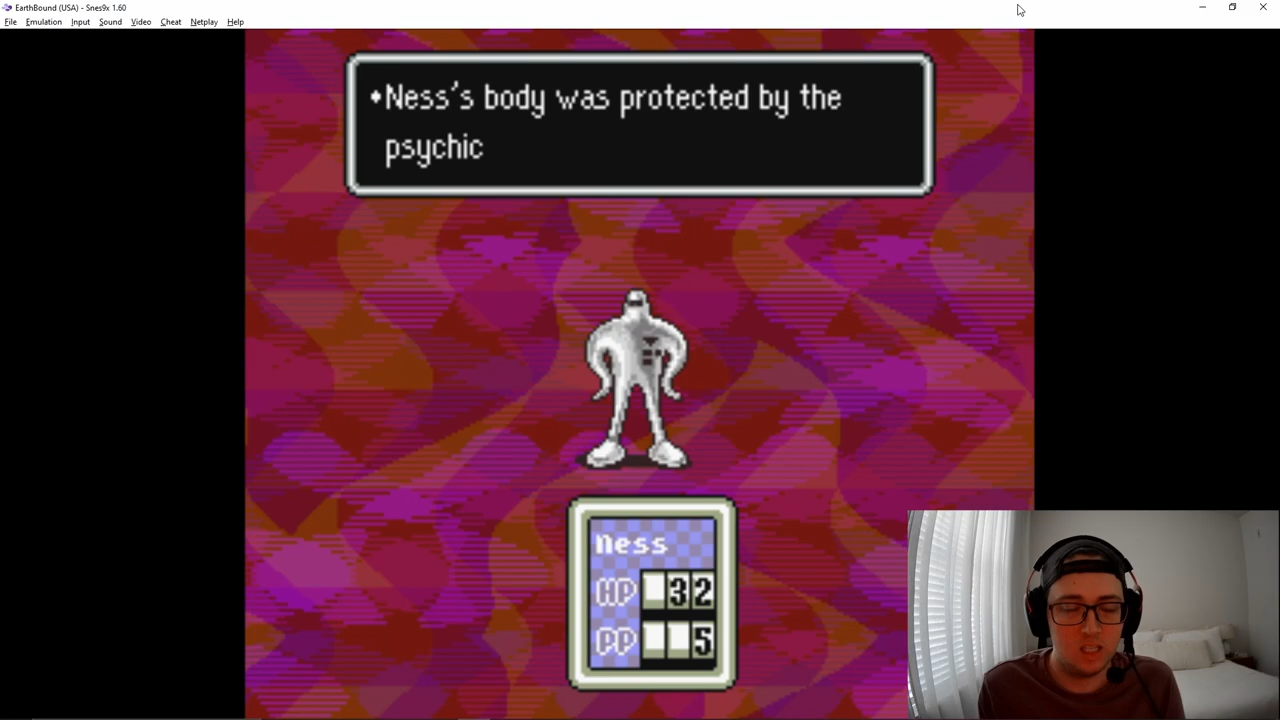 EarthBound (USA) - Snes9x 1.60
File Emulation Input Sound Video Cheat Netplay Help
•Ness's body was protected by the
psychic
Ness
HP 32
PP 5